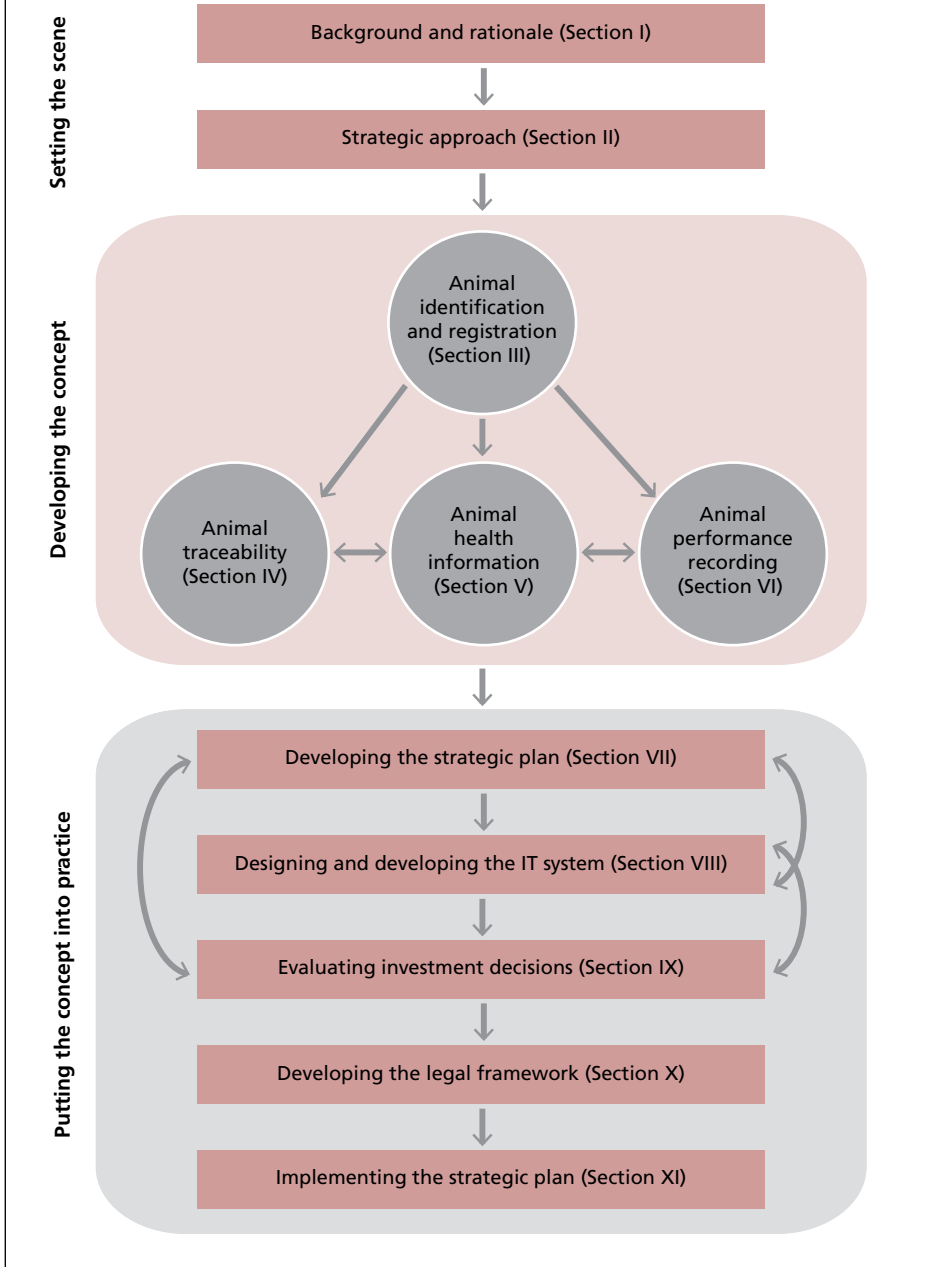 Setting the scene
Background and rationale (Section I)
Strategic approach (Section II)
Developing the concept
Animal
identification
and registration
(Section III)
Animal
traceability
(Section IV)
Animal
health
information
(Section V)
Animal
performance
recording
(Section VI)
Putting the concept into practice
Developing the strategic plan (Section VII)
Designing and developing the IT system (Section VIII)
Evaluating investment decisions (Section IX)
Developing the legal framework (Section X)
Implementing the strategic plan (Section XI)